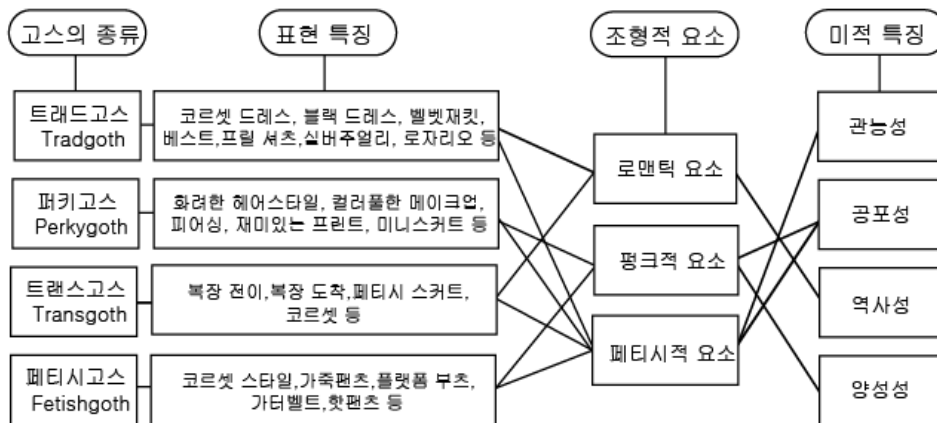 고스의 종류
표현 특징
조형적 요소
미적 특징
트래드고스
Tradgoth
코르셋 드레스, 블랙 드레스, 벨벳재킷,
베스트,프릴 셔츠,실버주얼리, 로자리오 등
퍼키고스
Perkygoth
화려한 헤어스타일, 컬러풀한 메이크업,
피어싱, 재미있는 프린트, 미니스커트 등
트랜스고스
Transgoth
복장 전이,복장 도착,페티시 스커트,
코르셋 등
페티시고스
Fetishgoth
코르셋 스타일,가죽팬츠,플랫폼 부츠,
가터벨트,핫팬츠 등
로맨틱 요소
펑크적 요소
페티시적 요소
관능성
공포성
역사성
양성성